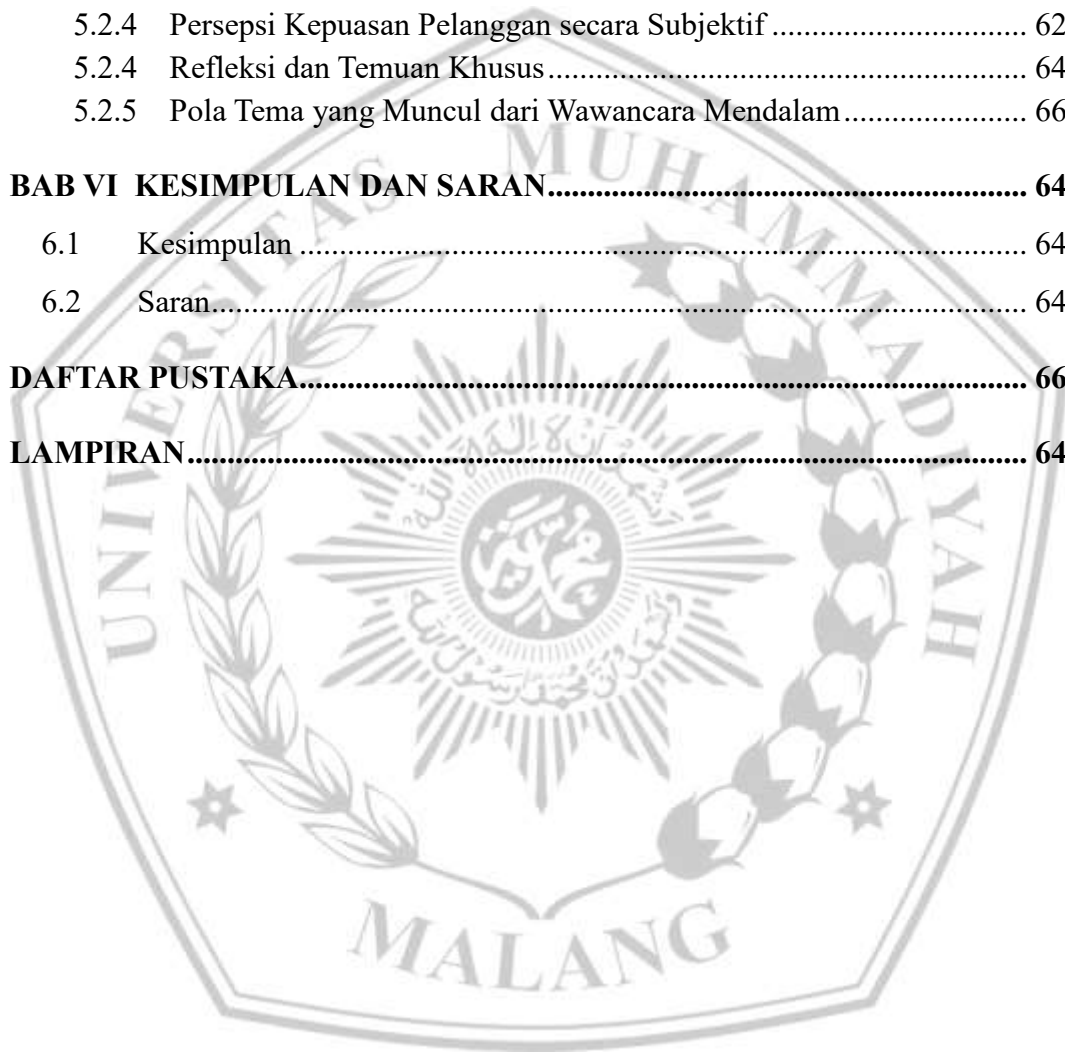 5.2.4 Persepsi Kepuasan Pelanggan secara Subjektif ................................ 62
5.2.4 Refleksi dan Temuan Khusus ............................................................ 64
5.2.5 Pola Tema yang Muncul dari Wawancara Mendalam ....................... 66
BAB VI KESIMPULAN DAN SARAN ............................................................ 64
6.1 Kesimpulan ........................................................................................... 64
6.2 Saran ...................................................................................................... 64
DAFTAR PUSTAKA ........................................................................................... 66
LAMPIRAN ......................................................................................................... 64
UNIVERSITAS MUHAMMADIYAH
MALANG